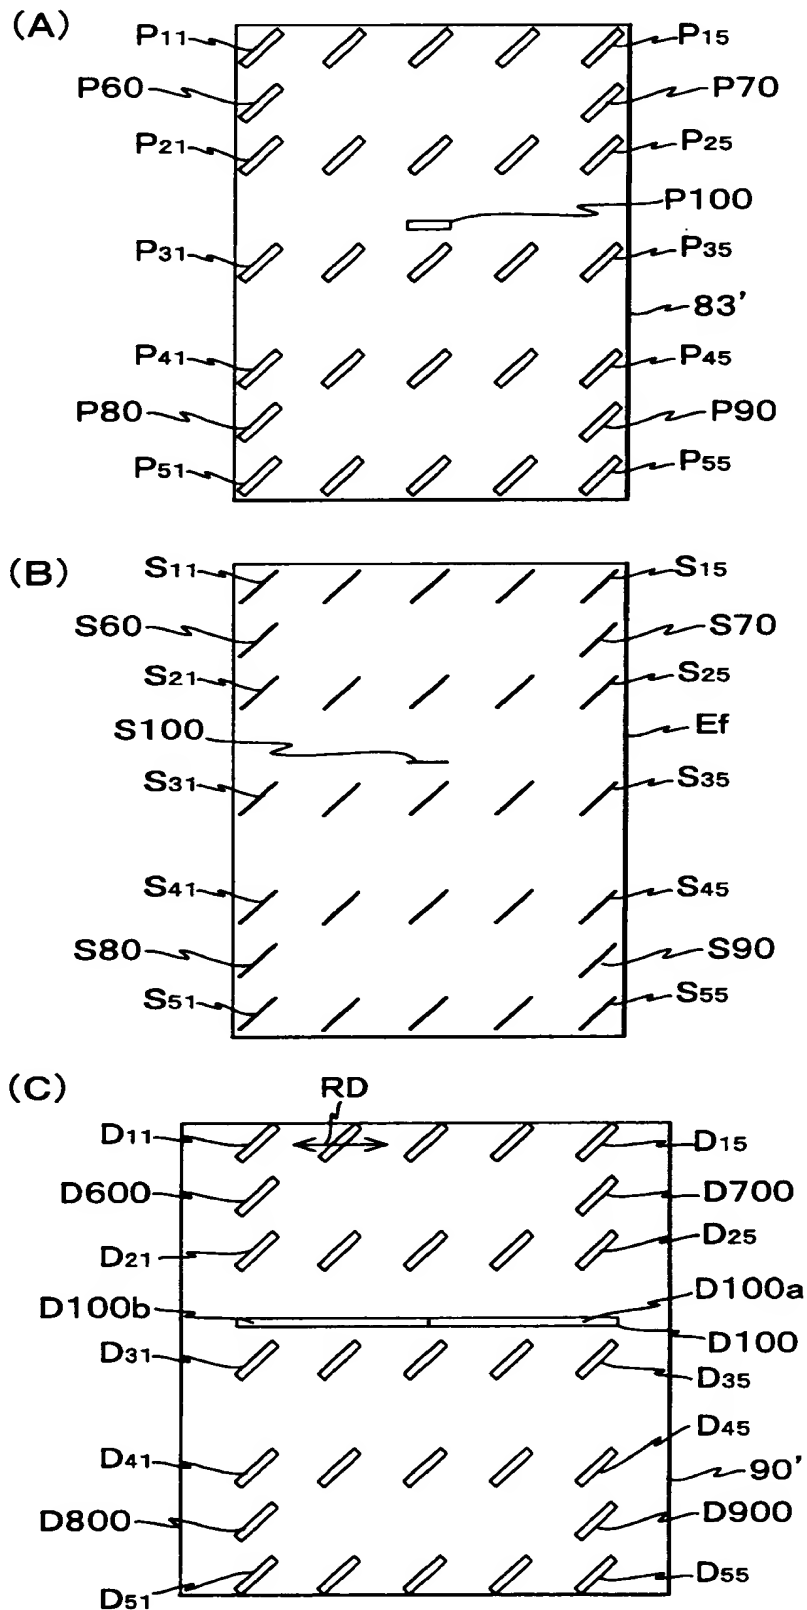 (A)
P11 P15
P60 P70
P21 P25
P100
P31 P35
83'
P41 P45
P80 P90
P51 P55
(B)
S11 S15
S60 S70
S21 S25
S100 Ef
S31 S35
S41 S45
S80 S90
S51 S55
(C)
RD
D11 D15
D600 D700
D21 D25
D100b D100a
D100
D31 D35
D45
D41 90'
D800 D900
D51 D55